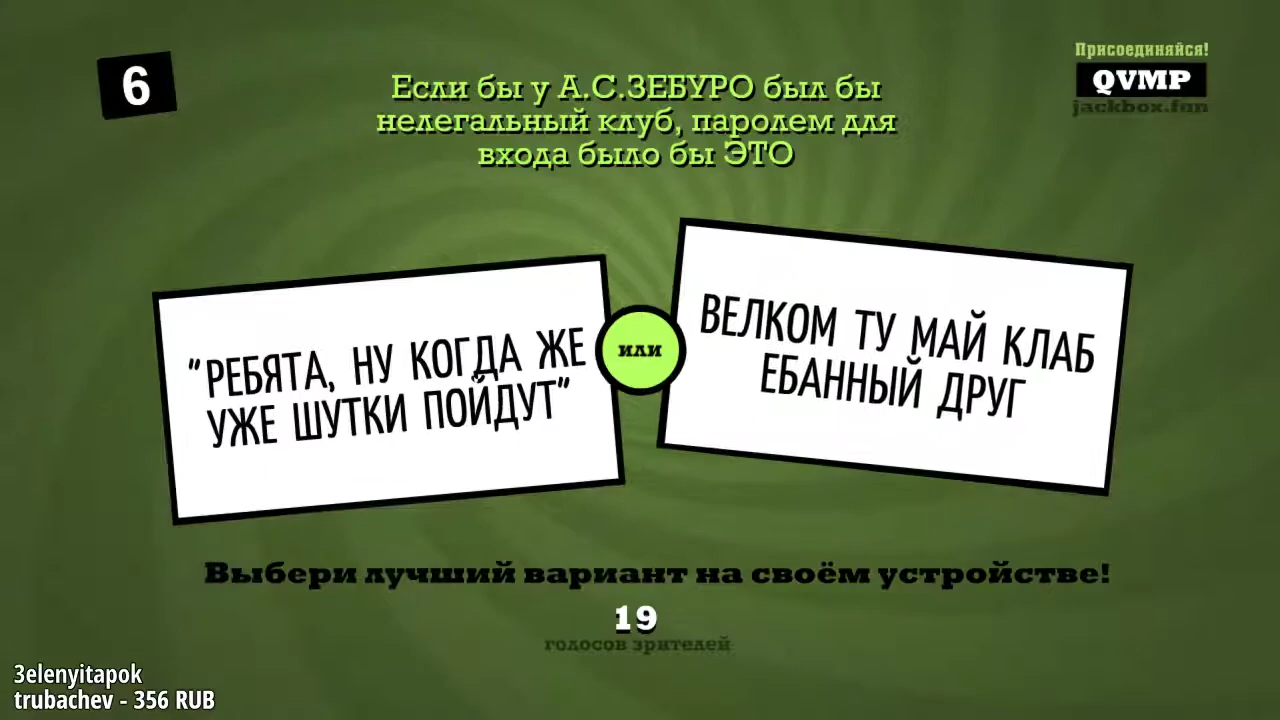 6
Если бы у А.С.ЗЕБУРО был бы
нелегальный клуб, паролем для
входа было бы ЭТО
Присоединяйся!
QVMP
jackbox.fun
"РЕБЯТА, НУ КОГДА ЖЕ
УЖЕ ШУТКИ ПОЙДУТ"
или
ВЕЛКОМ ТУ МАЙ КЛАБ
ЕБАННЫЙ ДРУГ
Выбери лучший вариант на своём устройстве!
19
голосов зрителей
3elenyitapok
trubachev - 356 RUB